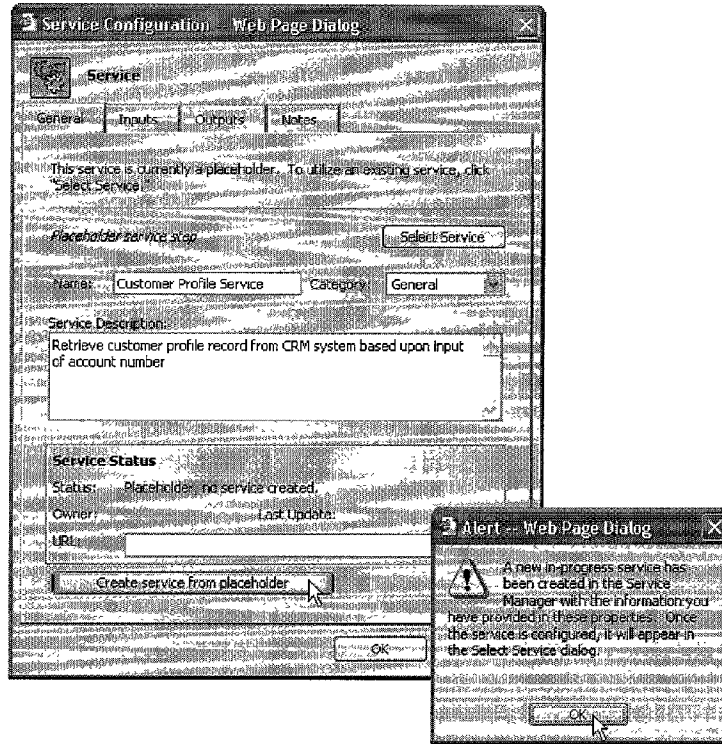 Service Configuration -- Web Page Dialog
Service
General Inputs Outputs Notes
This service is currently a placeholder. To utilize an existing service, click
"Select Service."
Placeholder service step Select Service
Name: Customer Profile Service Category: General
Service Description:
Retrieve customer profile record from CRM system based upon input
of account number
Service Status
Status: Placeholder, no service created.
Owner: Last Update:
URL:
Create service from placeholder
OK
Alert -- Web Page Dialog
A new in-progress service has
been created in the Service
Manager with the information you
have provided in these properties. Once
the service is configured, it will appear in
the Select Service dialog.
OK